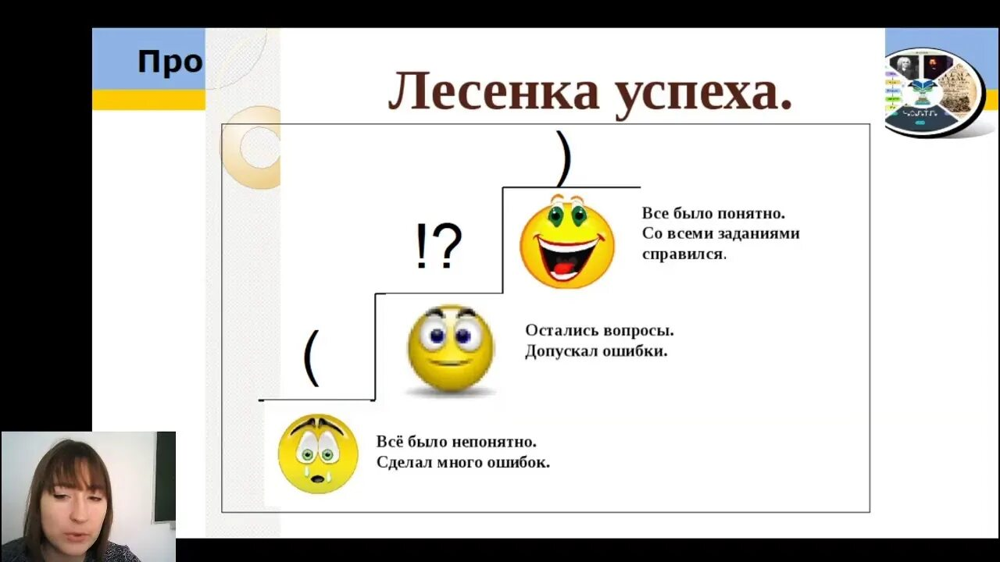 Про
Лесенка успеха.
)
Все было понятно.
Со всеми заданиями
справился.
!?
Остались вопросы.
Допускал ошибки.
(
Всё было непонятно.
Сделал много ошибок.